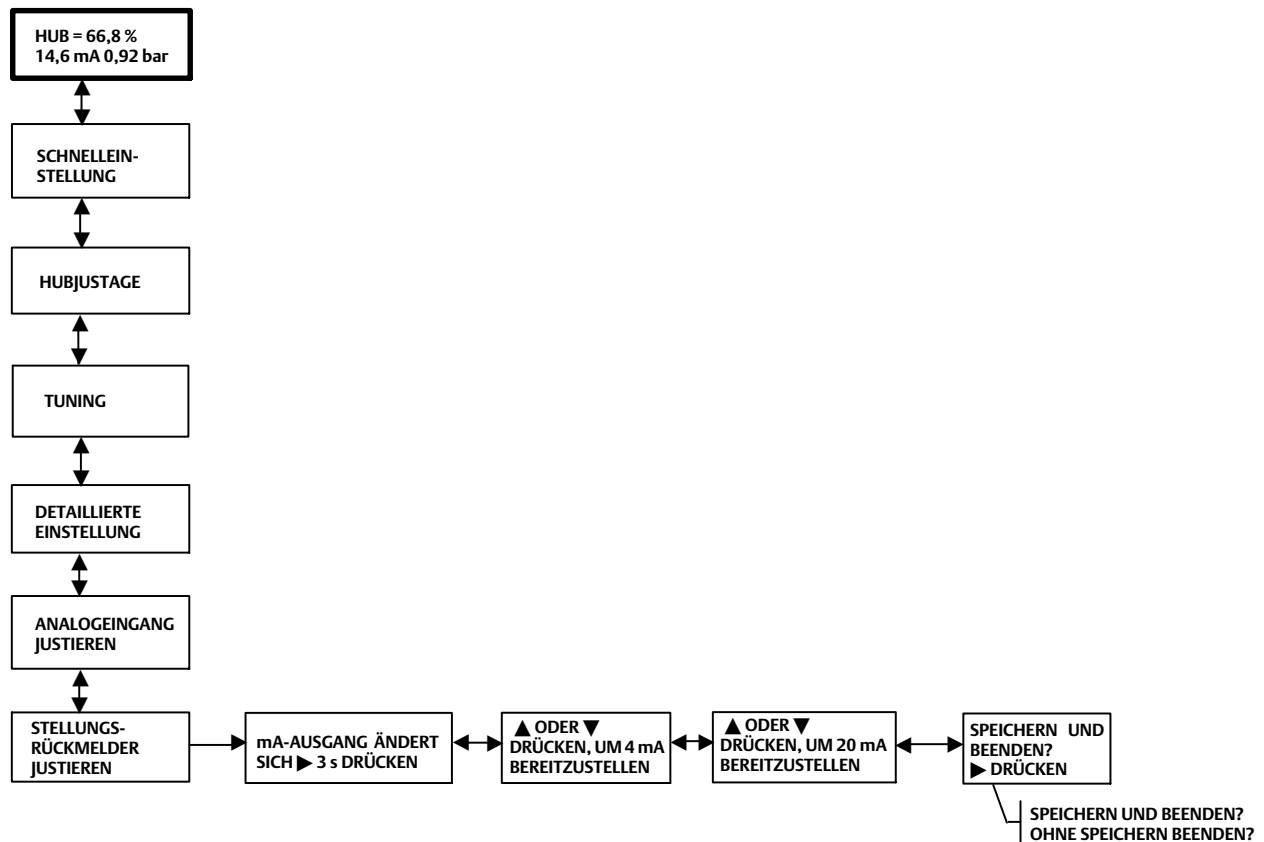 HUB = 66,8 %
14,6 mA 0,92 bar
SCHNELLEIN-
STELLUNG
HUBJUSTAGE
TUNING
DETAILLIERTE
EINSTELLUNG
ANALOGEINGANG
JUSTIEREN
STELLUNGS-
RÜCKMELDER
JUSTIEREN
mA-AUSGANG ÄNDERT
SICH ▶ 3 s DRÜCKEN
▲ ODER ▼
DRÜCKEN, UM 4 mA
BEREITZUSTELLEN
▲ ODER ▼
DRÜCKEN, UM 20 mA
BEREITZUSTELLEN
SPEICHERN UND
BEENDEN?
▶ DRÜCKEN
SPEICHERN UND BEENDEN?
OHNE SPEICHERN BEENDEN?